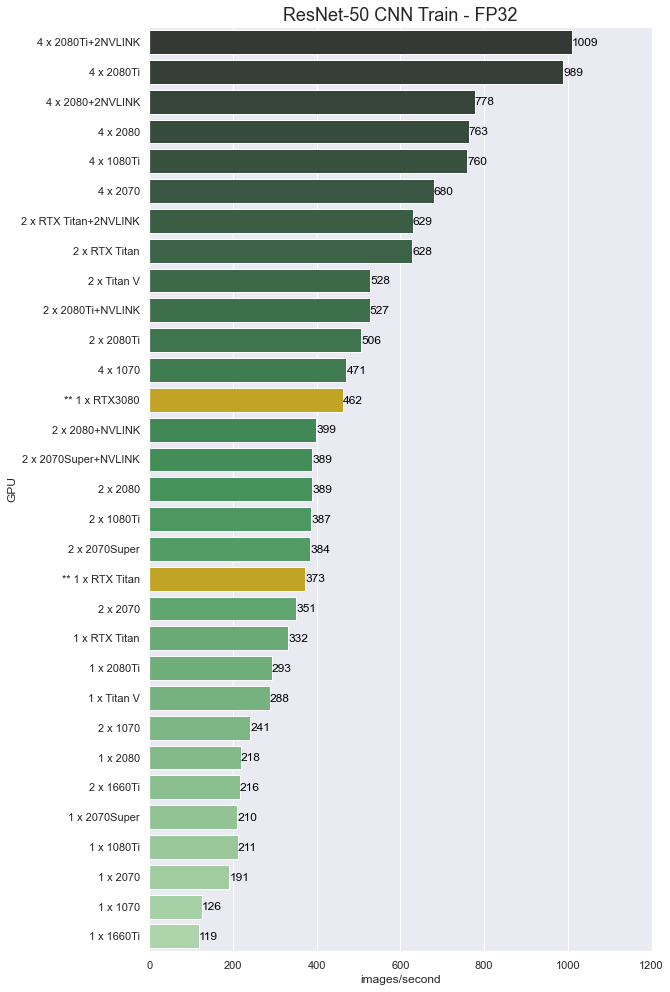 ResNet-50 CNN Train - FP32
4 x 2080Ti+2NVLINK 1009
4 x 2080Ti 989
4 x 2080+2NVLINK 778
4 x 2080 763
4 x 1080Ti 760
4 x 2070 680
2 x RTX Titan+2NVLINK 629
2 x RTX Titan 628
2 x Titan V 528
2 x 2080Ti+NVLINK 527
2 x 2080Ti 506
4 x 1070 471
** 1 x RTX3080 462
2 x 2080+NVLINK 399
2 x 2070Super+NVLINK 389
2 x 2080 389
2 x 1080Ti 387
2 x 2070Super 384
** 1 x RTX Titan 373
2 x 2070 351
1 x RTX Titan 332
1 x 2080Ti 293
1 x Titan V 288
2 x 1070 241
1 x 2080 218
2 x 1660Ti 216
1 x 2070Super 210
1 x 1080Ti 211
1 x 2070 191
1 x 1070 126
1 x 1660Ti 119
GPU
0 200 400 600 800 1000 1200
images/second